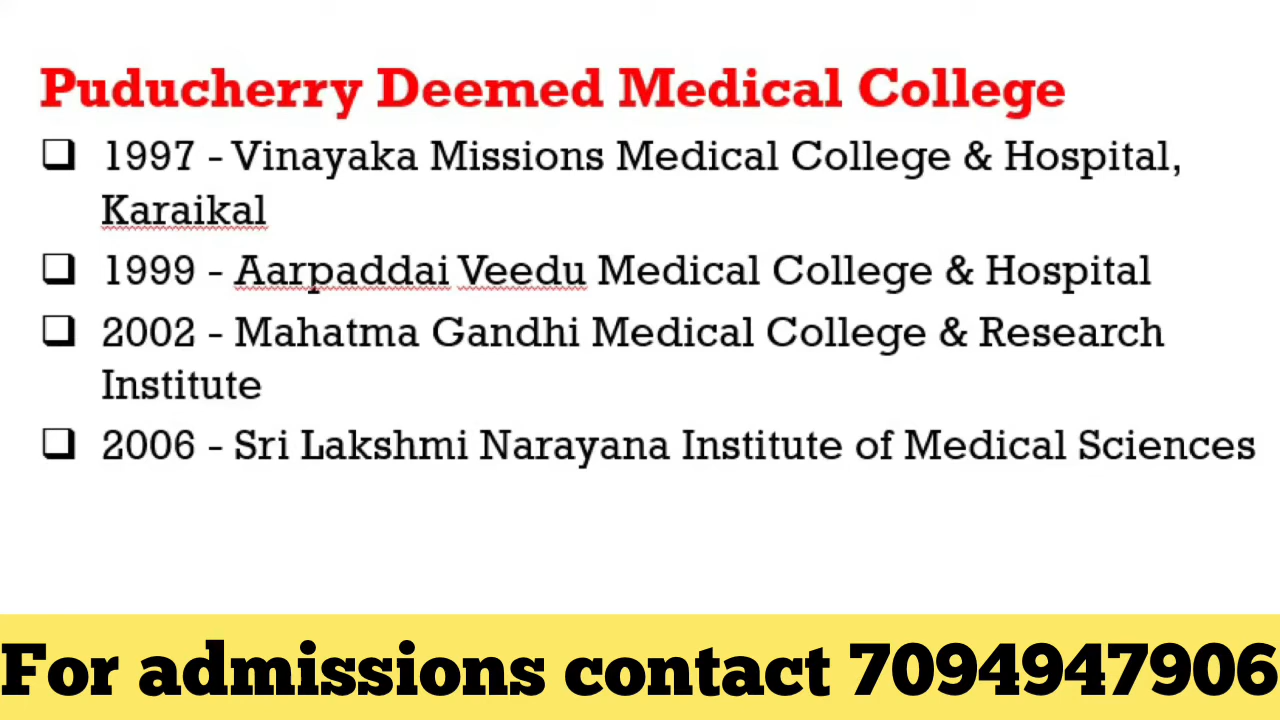 Puducherry Deemed Medical College
❑ 1997 - Vinayaka Missions Medical College & Hospital,
Karaikal
❑ 1999 - Aarpaddai Veedu Medical College & Hospital
❑ 2002 - Mahatma Gandhi Medical College & Research
Institute
❑ 2006 - Sri Lakshmi Narayana Institute of Medical Sciences
For admissions contact 7094947906